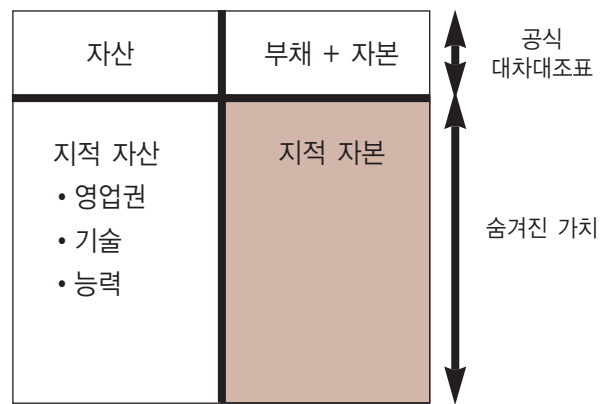 자산
부채 + 자본
공식
대차대조표
지적 자산
• 영업권
• 기술
• 능력
지적 자본
숨겨진 가치